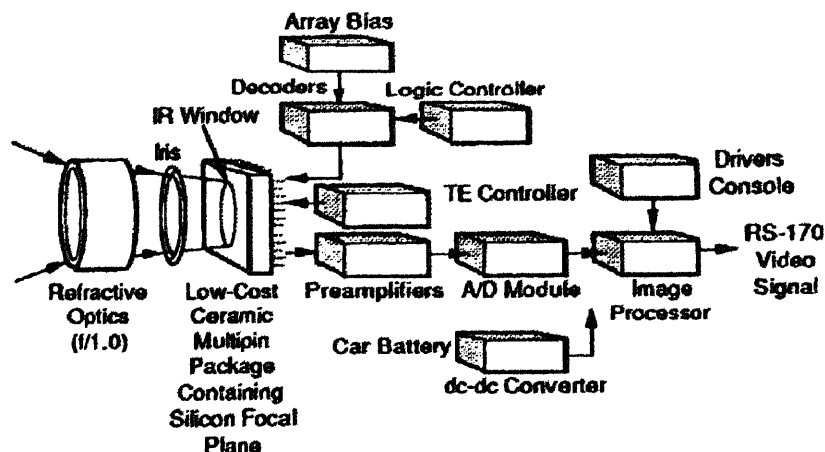 Array Bias
Decoders
Logic Controller
IR Window
Iris
TE Controller
Drivers
Console
RS-170
Video
Signal
Refractive
Optics
(f/1.0)
Low-Cost
Ceramic
Multipin
Package
Containing
Silicon Focal
Plane
Preamplifiers
A/D Module
Image
Processor
Car Battery
dc-dc Converter